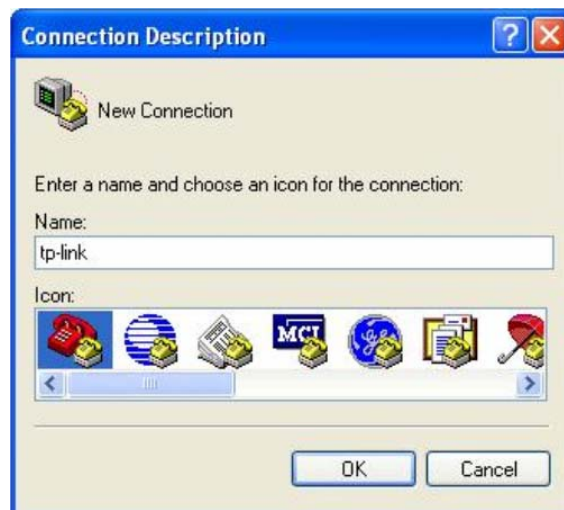 Connection Description
New Connection
Enter a name and choose an icon for the connection:
Name:
tp-link
Icon:
MCI
OK
Cancel